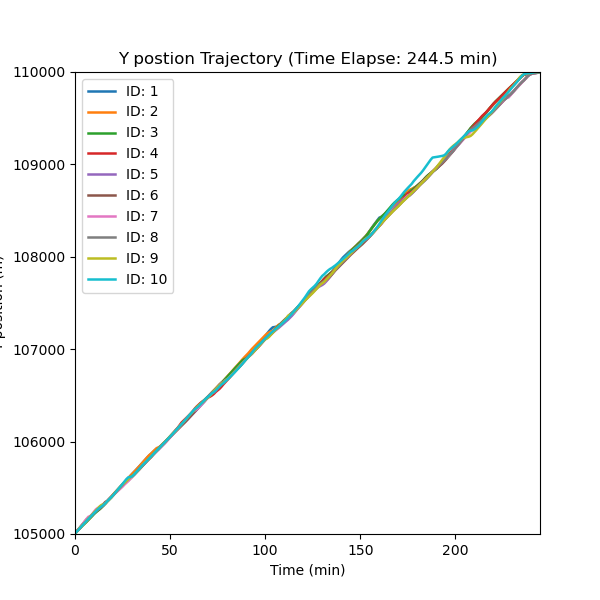 Y postion Trajectory (Time Elapse: 244.5 min)
110000
109000
108000
107000
106000
105000
ID: 1
ID: 2
ID: 3
ID: 4
ID: 5
ID: 6
ID: 7
ID: 8
ID: 9
ID: 10
0
50
100
150
200
Time (min)